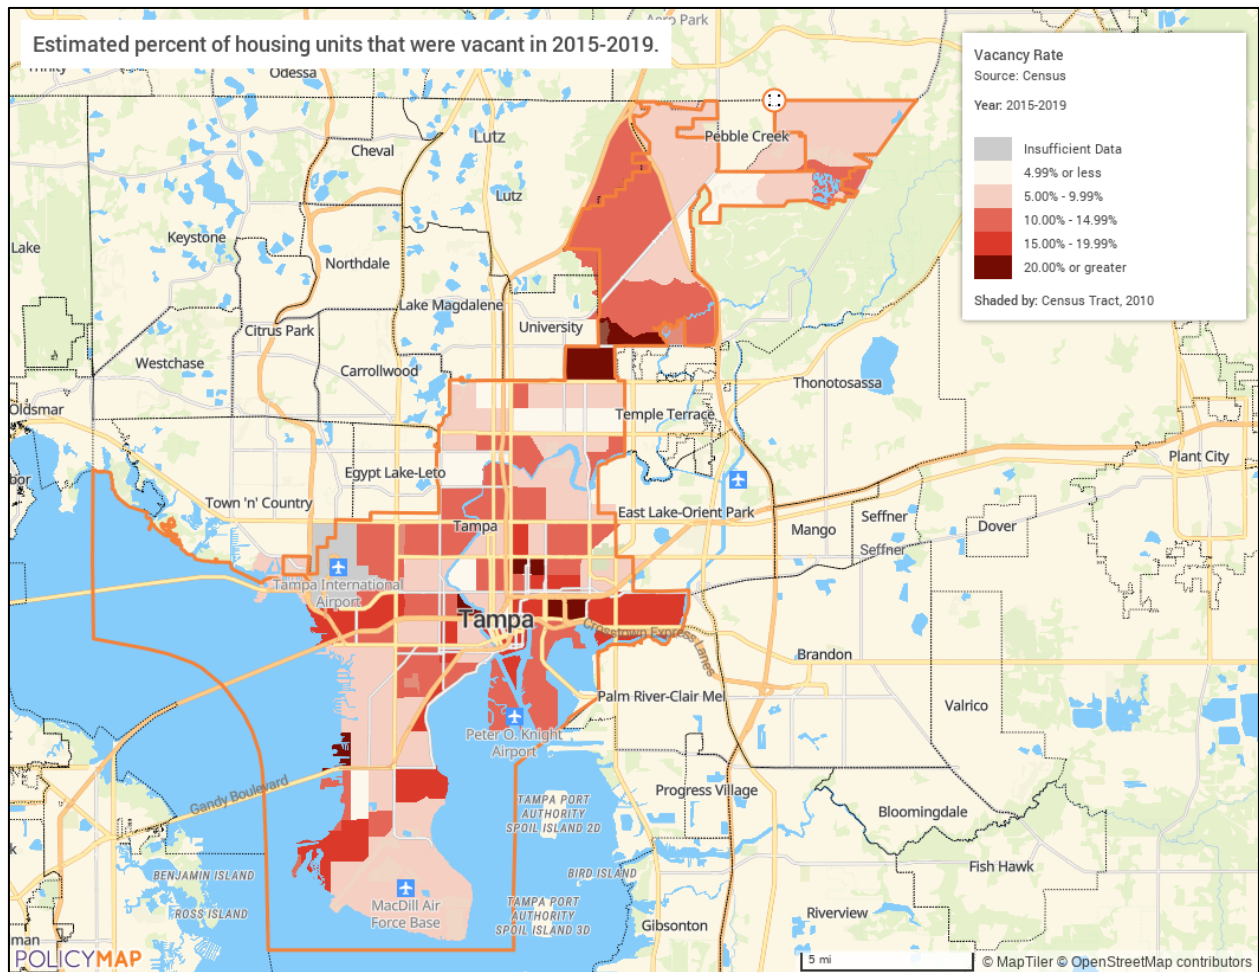 Estimated percent of housing units that were vacant in 2015-2019.
Vacancy Rate
Source: Census
Year: 2015-2019
Insufficient Data
4.99% or less
5.00% - 9.99%
10.00% - 14.99%
15.00% - 19.99%
20.00% or greater
Shaded by: Census Tract, 2010
Aero Park
Trinity
Odessa
Lutz
Pebble Creek
Cheval
Lutz
Keystone
Lake
Northdale
Lake Magdalene
University
Citrus Park
Westchase
Carrollwood
Thonotosassa
Oldsmar
Temple Terrace
Plant City
Egypt Lake-Leto
bor
Town 'n' Country
East Lake-Orient Park
Seffner
Mango
Dover
Tampa
Seffner
Tampa International
Airport
Tampa
Crosstown Express Lanes
Brandon
Palm River-Clair Mel
Valrico
Peter O. Knight
Airport
Gandy Boulevard
Progress Village
TAMPA PORT
AUTHORITY
SPOIL ISLAND 2D
Bloomingdale
k
BENJAMIN ISLAND
BIRD ISLAND
Fish Hawk
MacDill Air
Force Base
ROSS ISLAND
TAMPA PORT
AUTHORITY
SPOIL ISLAND 3D
Riverview
Gibsonton
man
POLICYMAP
5 mi
© MapTiler © OpenStreetMap contributors